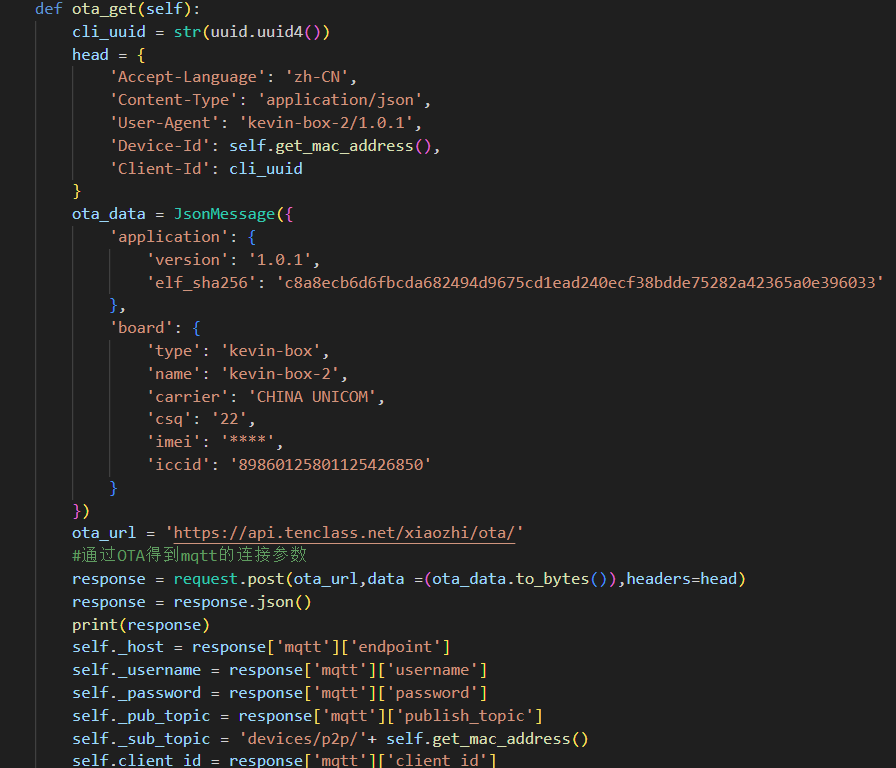 def ota_get(self):
cli_uuid = str(uuid.uuid4())
head = {
'Accept-Language': 'zh-CN',
'Content-Type': 'application/json',
'User-Agent': 'kevin-box-2/1.0.1',
'Device-Id': self.get_mac_address(),
'Client-Id': cli_uuid
}
ota_data = JsonMessage({
'application': {
'version': '1.0.1',
'elf_sha256': 'c8a8ecb6d6fbcda682494d9675cd1ead240ecf38bdde75282a42365a0e396033'
},
'board': {
'type': 'kevin-box',
'name': 'kevin-box-2',
'carrier': 'CHINA UNICOM',
'csq': '22',
'imei': '****',
'iccid': '89860125801125426850'
}
})
ota_url = 'https://api.tenclass.net/xiaozhi/ota/'
#通过OTA得到mqtt的连接参数
response = request.post(ota_url,data =(ota_data.to_bytes()),headers=head)
response = response.json()
print(response)
self._host = response['mqtt']['endpoint']
self._username = response['mqtt']['username']
self._password = response['mqtt']['password']
self._pub_topic = response['mqtt']['publish_topic']
self._sub_topic = 'devices/p2p/'+ self.get_mac_address()
self.client_id = response['mqtt']['client_id']